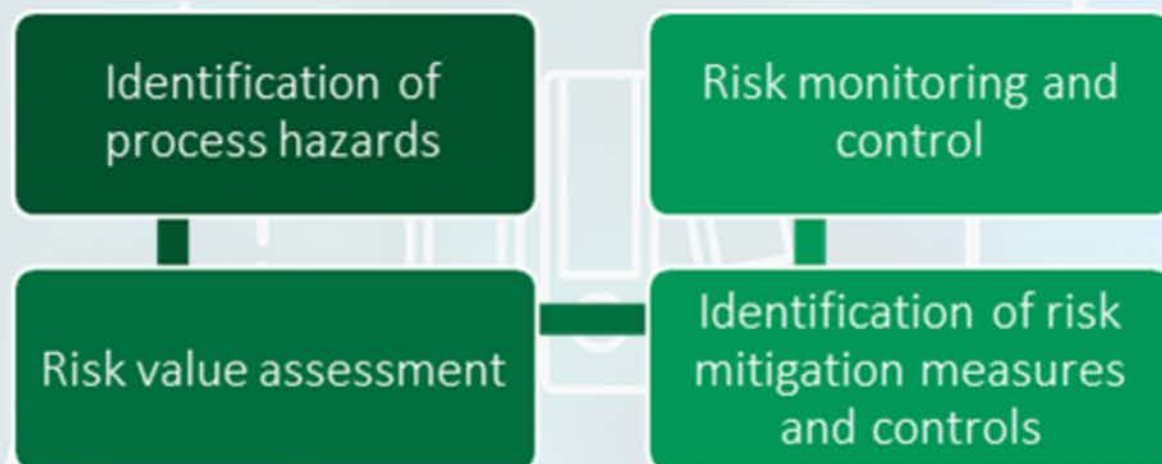 Identification of
process hazards
Risk value assessment
Identification of risk
mitigation measures
and controls
Risk monitoring and
control